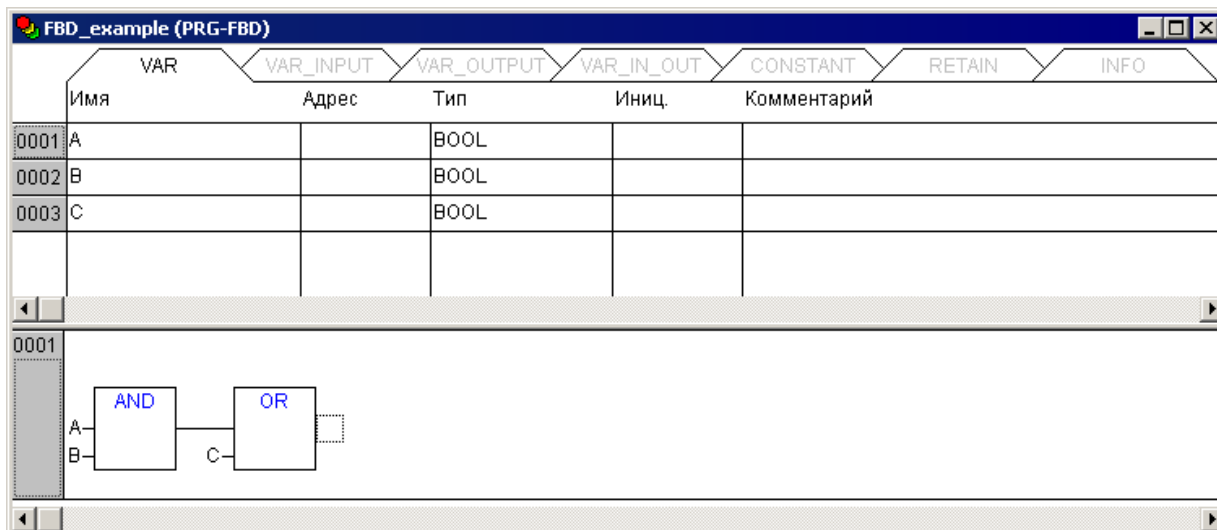 FBD_example (PRG-FBD)
VAR VAR_INPUT VAR_OUTPUT VAR_IN_OUT CONSTANT RETAIN INFO
Имя Адрес Тип Иниц. Комментарий
0001 A BOOL
0002 B BOOL
0003 C BOOL
0001
AND OR
A
B C